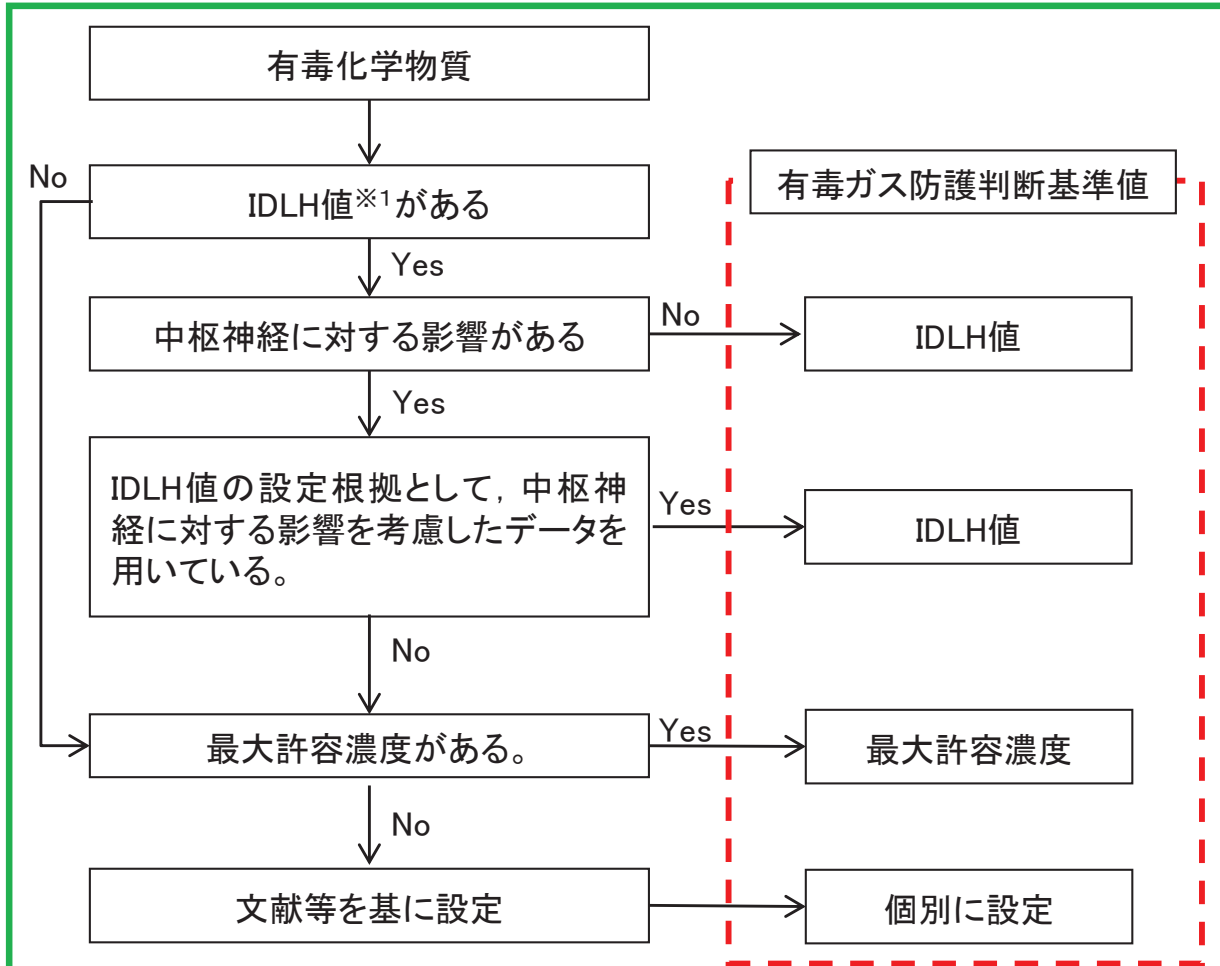 有毒化学物質
No
IDLH値※1がある
有毒ガス防護判断基準値
Yes
中枢神経に対する影響がある
No
IDLH値
Yes
IDLH値の設定根拠として，中枢神
経に対する影響を考慮したデータを
用いている。
Yes
IDLH値
No
最大許容濃度がある。
Yes
最大許容濃度
No
文献等を基に設定
個別に設定